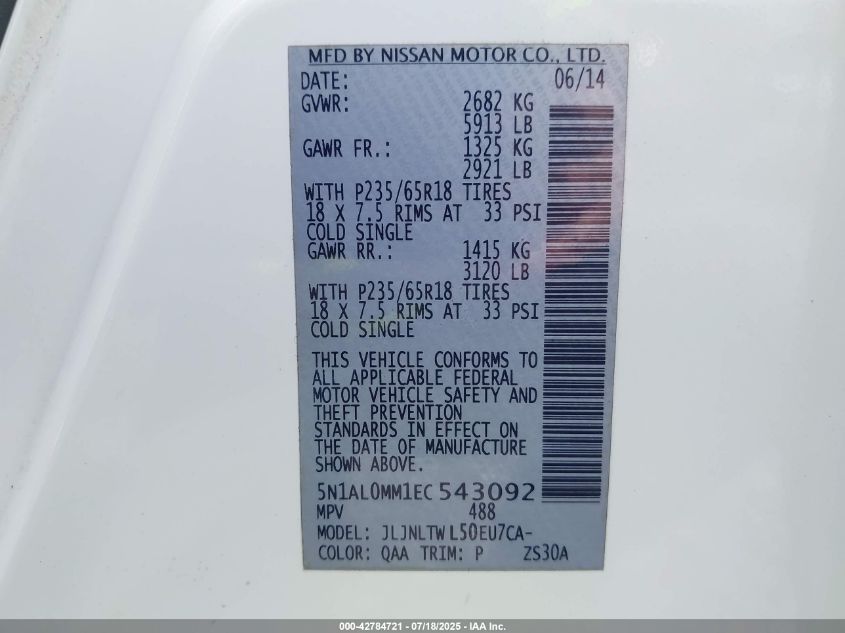 MFD BY NISSAN MOTOR CO., LTD.
DATE: 06/14
GVWR: 2682 KG
5913 LB
GAWR FR.: 1325 KG
2921 LB
WITH P235/65R18 TIRES
18 X 7.5 RIMS AT 33 PSI
COLD SINGLE
GAWR RR.: 1415 KG
3120 LB
WITH P235/65R18 TIRES
18 X 7.5 RIMS AT 33 PSI
COLD SINGLE
THIS VEHICLE CONFORMS TO
ALL APPLICABLE FEDERAL
MOTOR VEHICLE SAFETY AND
THEFT PREVENTION
STANDARDS IN EFFECT ON
THE DATE OF MANUFACTURE
SHOWN ABOVE.
5N1AL0MM1EC543092
MPV 488
MODEL: JLJNLTWL50EU7CA-
COLOR: QAA TRIM: P ZS30A
000-42784721 - 07/18/2025 - IAA Inc.